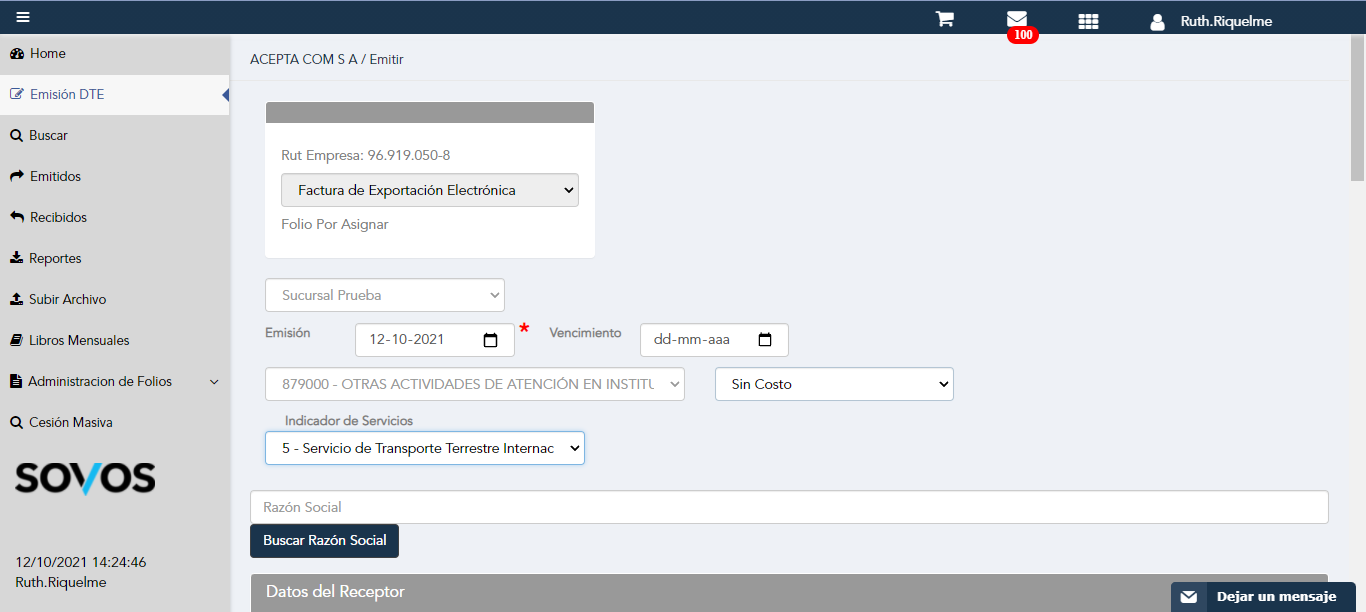 100
Ruth.Riquelme
Home
Emisión DTE
Buscar
Emitidos
Recibidos
Reportes
Subir Archivo
Libros Mensuales
Administracion de Folios
Cesión Masiva
SOVOS
12/10/2021 14:24:46
Ruth.Riquelme
ACEPTA COM S A / Emitir
Rut Empresa: 96.919.050-8
Factura de Exportación Electrónica
Folio Por Asignar
Sucursal Prueba
Emisión 12-10-2021 * Vencimiento dd-mm-aaa
879000 - OTRAS ACTIVIDADES DE ATENCIÓN EN INSTITU Sin Costo
Indicador de Servicios
5 - Servicio de Transporte Terrestre Internac
Razón Social
Buscar Razón Social
Datos del Receptor
Dejar un mensaje